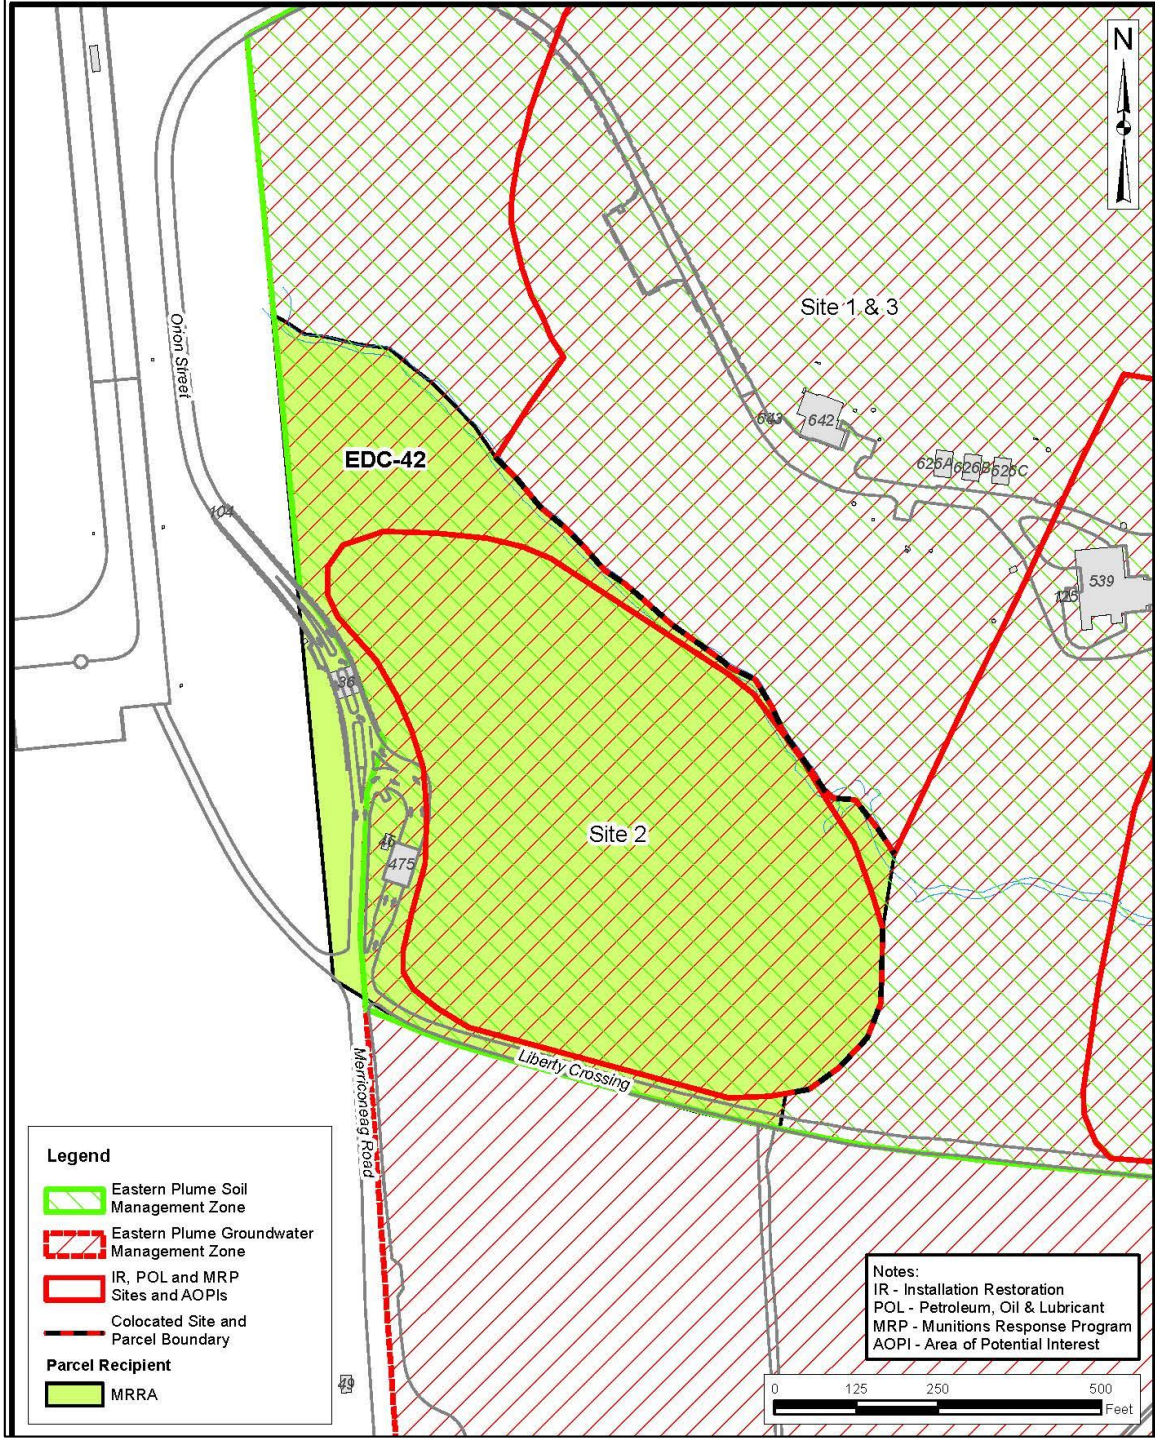 N
Site 1 & 3
Orion Street
643
642
EDC-42
626A
626B
626C
104
539
125
36
Site 2
46
475
Liberty Crossing
Merriconeag Road
49
Legend
Eastern Plume Soil
Management Zone
Eastern Plume Groundwater
Management Zone
IR, POL and MRP
Sites and AOPIs
Colocated Site and
Parcel Boundary
Parcel Recipient
MRRA
Notes:
IR - Installation Restoration
POL - Petroleum, Oil & Lubricant
MRP - Munitions Response Program
AOPI - Area of Potential Interest
0 125 250 500
Feet